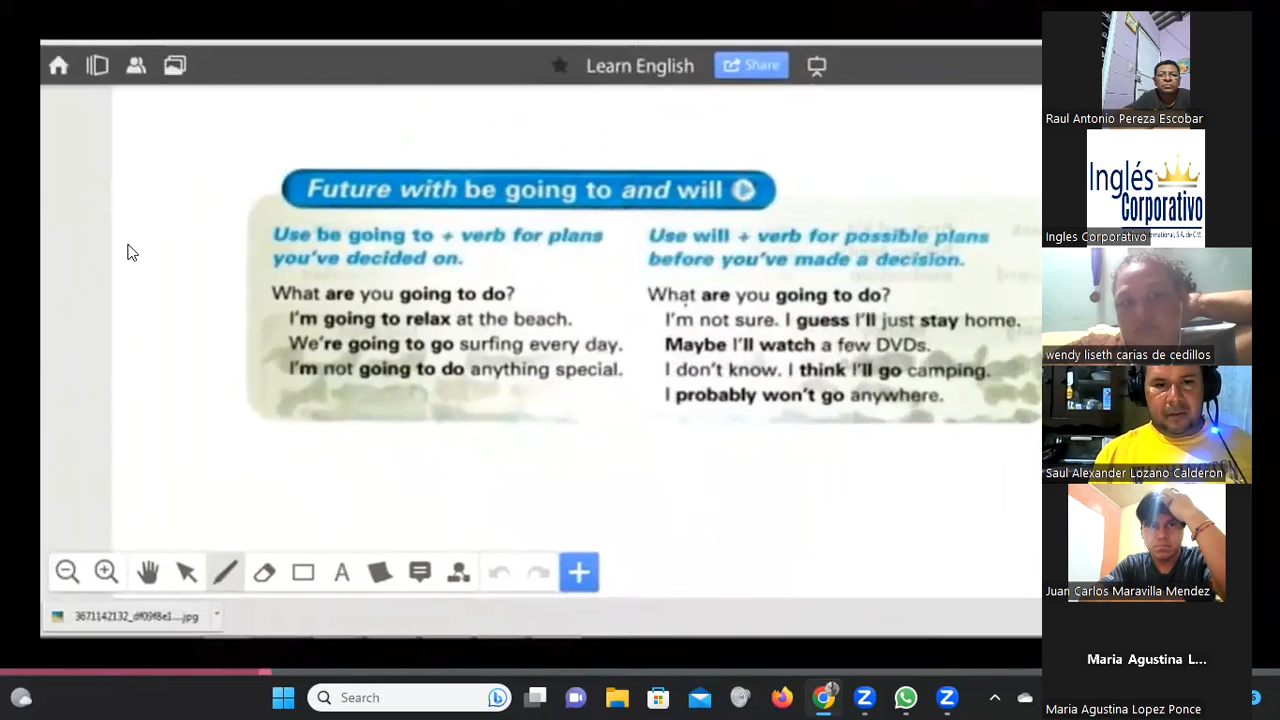 Learn English
Share
Future with be going to and will
Use be going to + verb for plans
you've decided on.
What are you going to do?
I'm going to relax at the beach.
We're going to go surfing every day.
I'm not going to do anything special.
Use will + verb for possible plans
before you've made a decision.
What are you going to do?
I'm not sure. I guess I'll just stay home.
Maybe I'll watch a few DVDs.
I don't know. I think I'll go camping.
I probably won't go anywhere.
Raul Antonio Pereza Escobar
Inglés
Corporativo
International, S.A. de C.V.
Ingles Corporativo
wendy liseth carias de cedillos
Saul Alexander Lozano Calderon
Juan Carlos Maravilla Mendez
Maria Agustina L...
Maria Agustina Lopez Ponce
Search